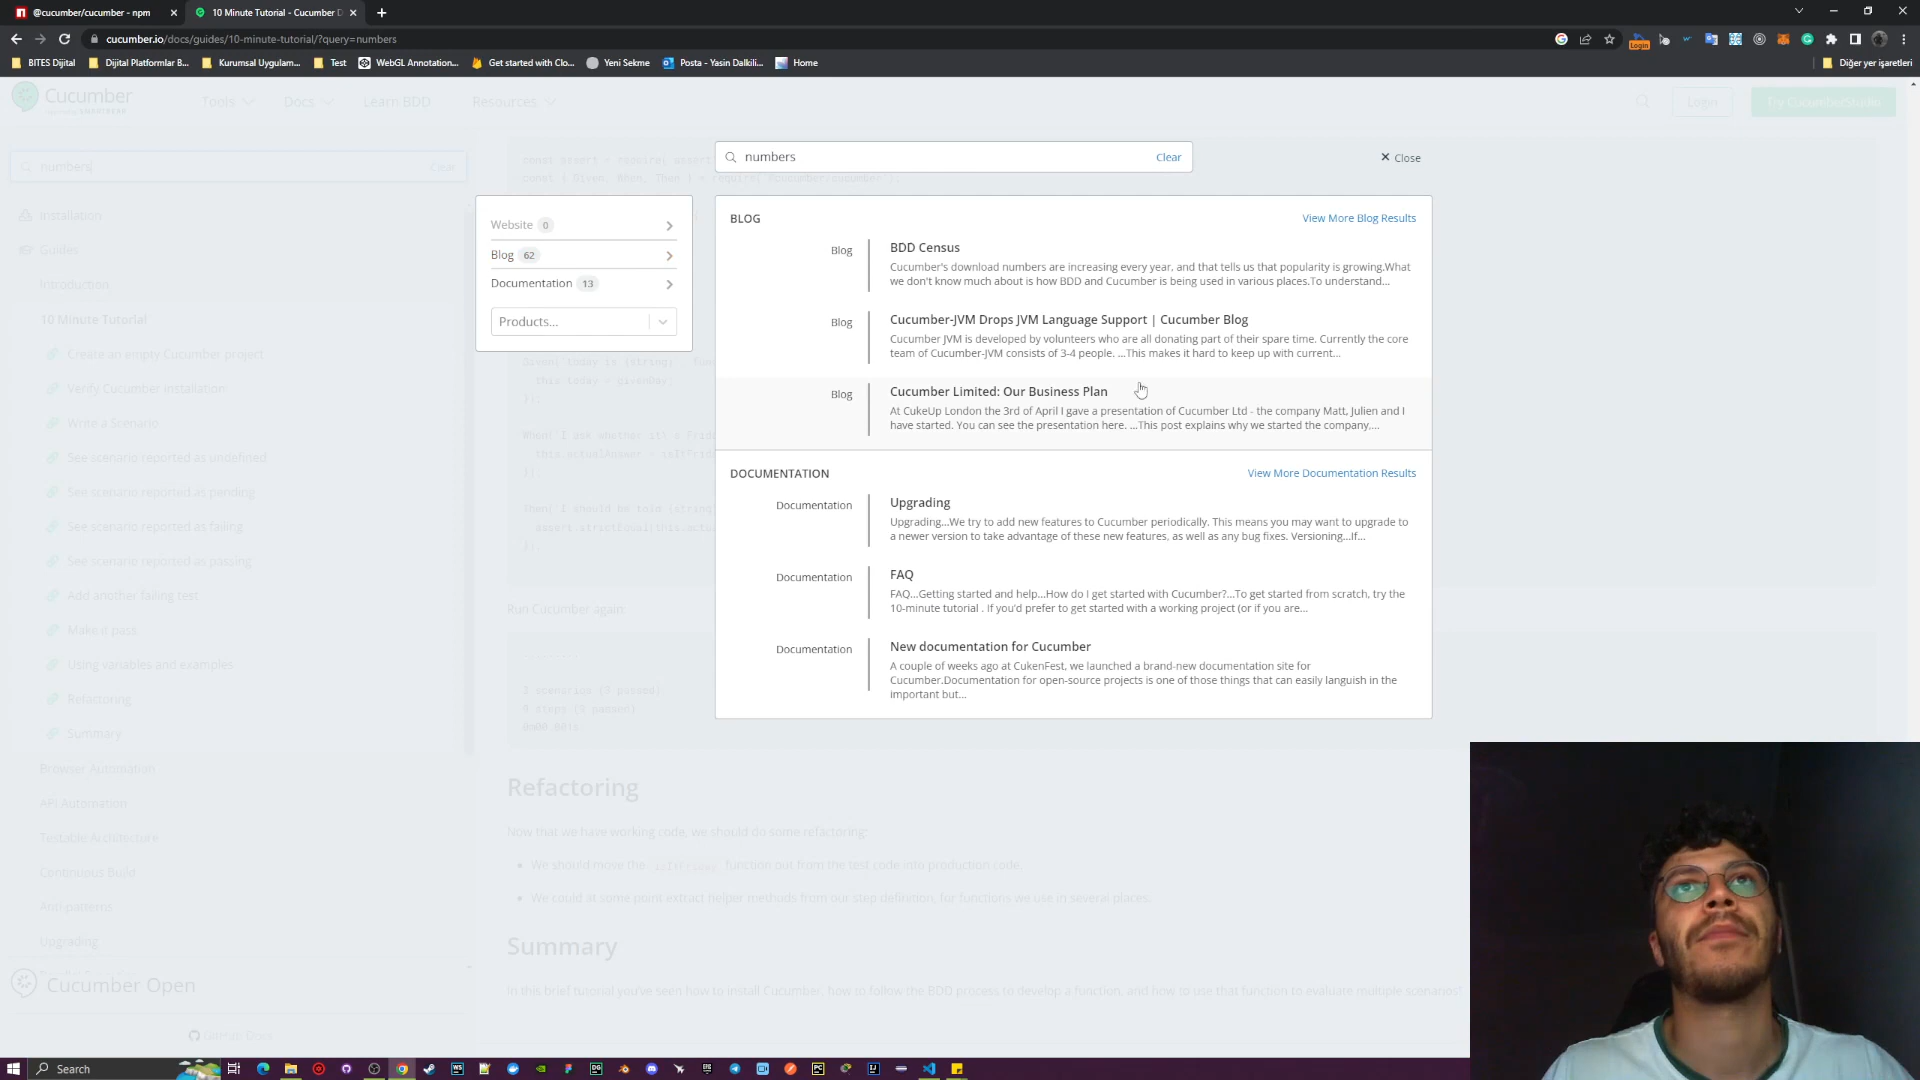 @cucumber/cucumber - npm
10 Minute Tutorial - Cucumber D
cucumber.io/docs/guides/10-minute-tutorial/?query=numbers
Login
BITES Dijital
Dijital Platformlar B...
Kurumsal Uygulam...
Test
WebGL Annotation...
Get started with Clo...
Yeni Sekme
Posta - Yasin Dalkili...
Home
Diğer yer işaretleri
Cucumber
Tools
Docs
Learn BDD
Resources
Login
Try CucumberStudio
numbers
Clear
Installation
Guides
Introduction
10 Minute Tutorial
Create an empty Cucumber project
Verify Cucumber installation
Write a Scenario
See scenario reported as undefined
See scenario reported as pending
See scenario reported as failing
See scenario reported as passing
Add another failing test
Make it pass
Using variables and examples
Refactoring
Summary
Browser Automation
API Automation
Testable Architecture
Continuous Build
Anti-patterns
Upgrading
Cucumber Open
GitHub Docs
numbers
Clear
Close
Website 0
Blog 62
Documentation 13
Products...
BLOG
View More Blog Results
Blog
BDD Census
Cucumber's download numbers are increasing every year, and that tells us that popularity is growing.What
we don't know much about is how BDD and Cucumber is being used in various places.To understand...
Blog
Cucumber-JVM Drops JVM Language Support | Cucumber Blog
Cucumber JVM is developed by volunteers who are all donating part of their spare time. Currently the core
team of Cucumber-JVM consists of 3-4 people. ...This makes it hard to keep up with current...
Blog
Cucumber Limited: Our Business Plan
At CukeUp London the 3rd of April I gave a presentation of Cucumber Ltd - the company Matt, Julien and I
have started. You can see the presentation here. ...This post explains why we started the company....
DOCUMENTATION
View More Documentation Results
Documentation
Upgrading
Upgrading...We try to add new features to Cucumber periodically. This means you may want to upgrade to
a newer version to take advantage of these new features, as well as any bug fixes. Versioning...If...
Documentation
FAQ
FAQ...Getting started and help...How do I get started with Cucumber?...To get started from scratch, try the
10-minute tutorial . If you'd prefer to get started with a working project (or if you are...
Documentation
New documentation for Cucumber
A couple of weeks ago at CukenFest, we launched a brand-new documentation site for
Cucumber.Documentation for open-source projects is one of those things that can easily languish in the
important but...
Run Cucumber again:
3 scenarios (3 passed)
9 steps (9 passed)
Refactoring
Now that we have working code, we should do some refactoring:
We should move the isItFriday function out from the test code into production code.
We could at some point extract helper methods from our step definition, for functions we use in several places.
Summary
In this brief tutorial you've seen how to install Cucumber, how to follow the BDD process to develop a function, and how to use that function to evaluate multiple scenarios!
Search